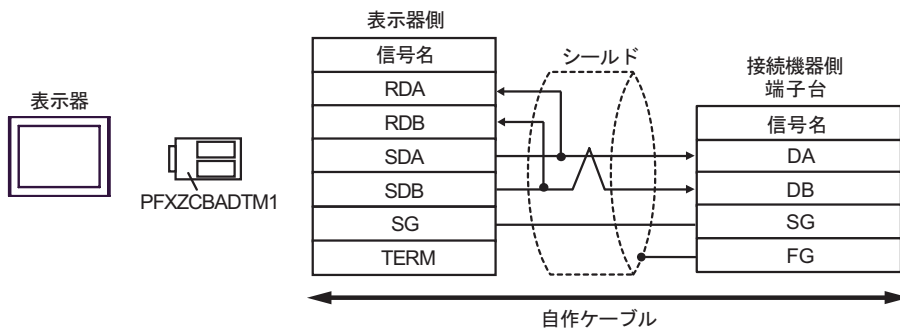 表示器
PFXZCBADTM1
表示器側
信号名
RDA
RDB
SDA
SDB
SG
TERM
シールド
接続機器側
端子台
信号名
DA
DB
SG
FG
自作ケーブル